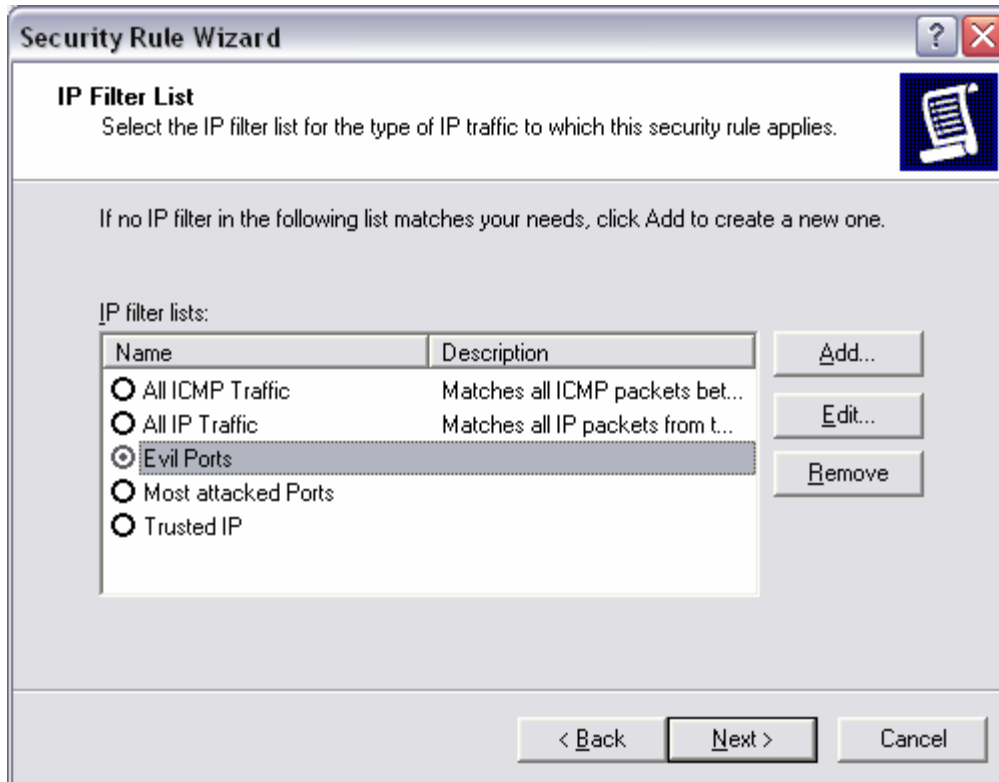 Security Rule Wizard
?
IP Filter List
Select the IP filter list for the type of IP traffic to which this security rule applies.
If no IP filter in the following list matches your needs, click Add to create a new one.
IP filter lists:
Name Description
All ICMP Traffic Matches all ICMP packets bet...
All IP Traffic Matches all IP packets from t...
Evil Ports
Most attacked Ports
Trusted IP
Add...
Edit...
Remove
< Back Next > Cancel